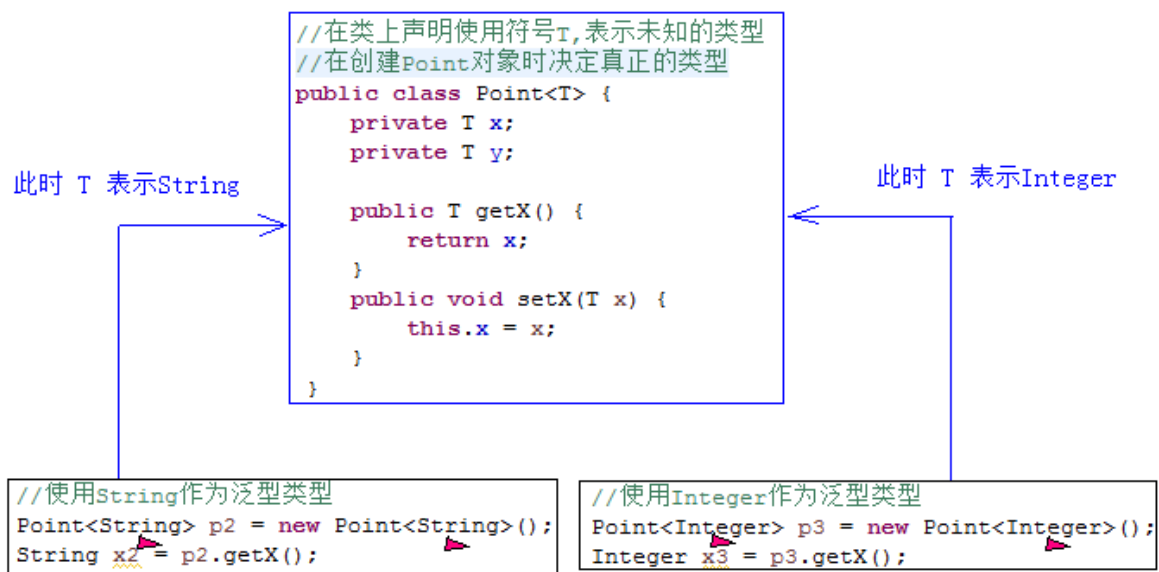 //在类上声明使用符号T,表示未知的类型
//在创建Point对象时决定真正的类型
public class Point<T> {
    private T x;
    private T y;
    public T getX() {
        return x;
    }
    public void setX(T x) {
        this.x = x;
    }
}
此时 T 表示String
此时 T 表示Integer
//使用String作为泛型类型
Point<String> p2 = new Point<String>();
String x2 = p2.getX();
//使用Integer作为泛型类型
Point<Integer> p3 = new Point<Integer>();
Integer x3 = p3.getX();